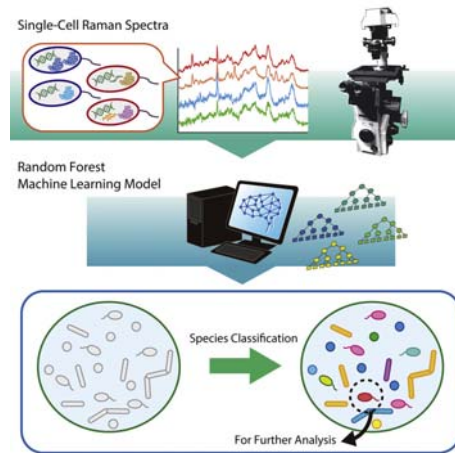 Single-Cell Raman Spectra
Random Forest
Machine Learning Model
Species Classification
For Further Analysis